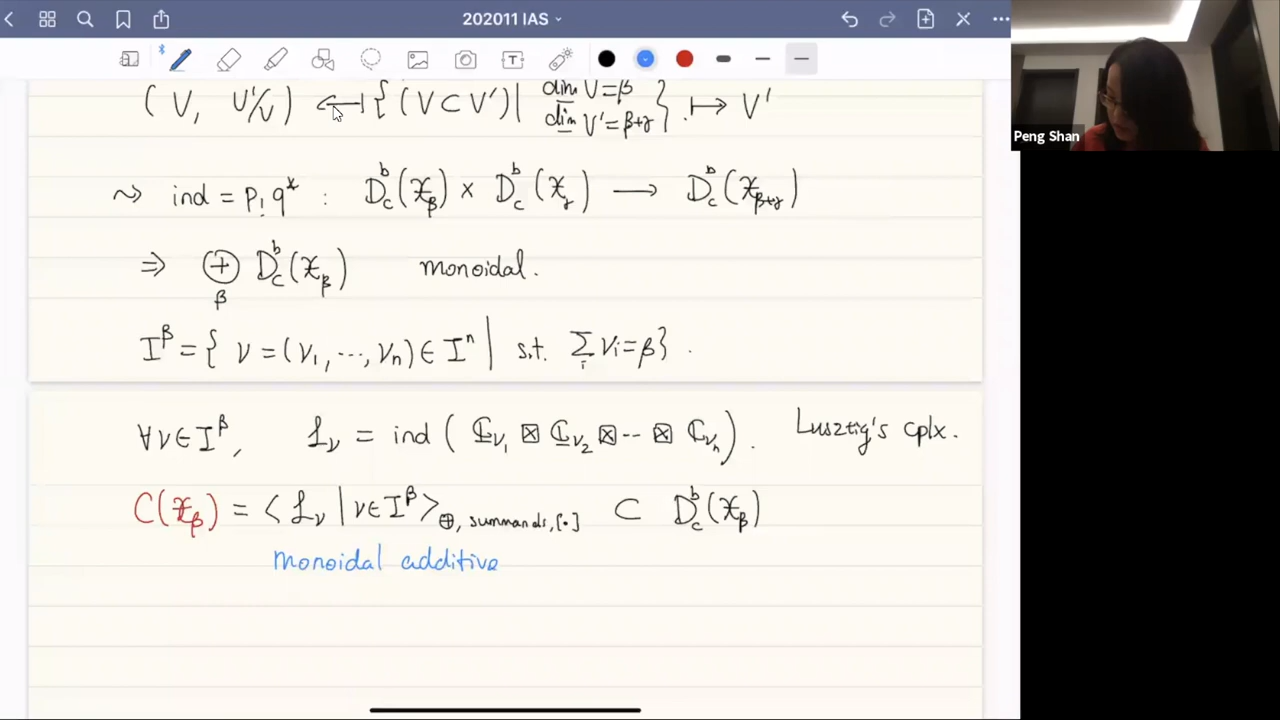 202011 IAS
Peng Shan
( V, V'/V ) ⟻ { (V ⊂ V') | dim V = β
dim V' = β+γ } . ↦ V'
⇝ ind = p! q* : D^b_c(𝒳_β) × D^b_c(𝒳_γ) ⟶ D^b_c(𝒳_{β+γ})
⇒ ⊕_β D^b_c(𝒳_β) monoidal.
I^β = { ν = (ν_1, ···, ν_n) ∈ I^n | s.t. Σ_i ν_i = β } .
∀ν∈I^β, 𝓛_ν = ind ( ℂ_{ν_1} ⊠ ℂ_{ν_2} ⊠ ·· ⊠ ℂ_{ν_n} ) . Lusztig's cplx.
C(𝒳_β) = ⟨ 𝓛_ν | ν∈I^β ⟩_{⊕, summands, [•]} ⊂ D^b_c(𝒳_β)
monoidal additive